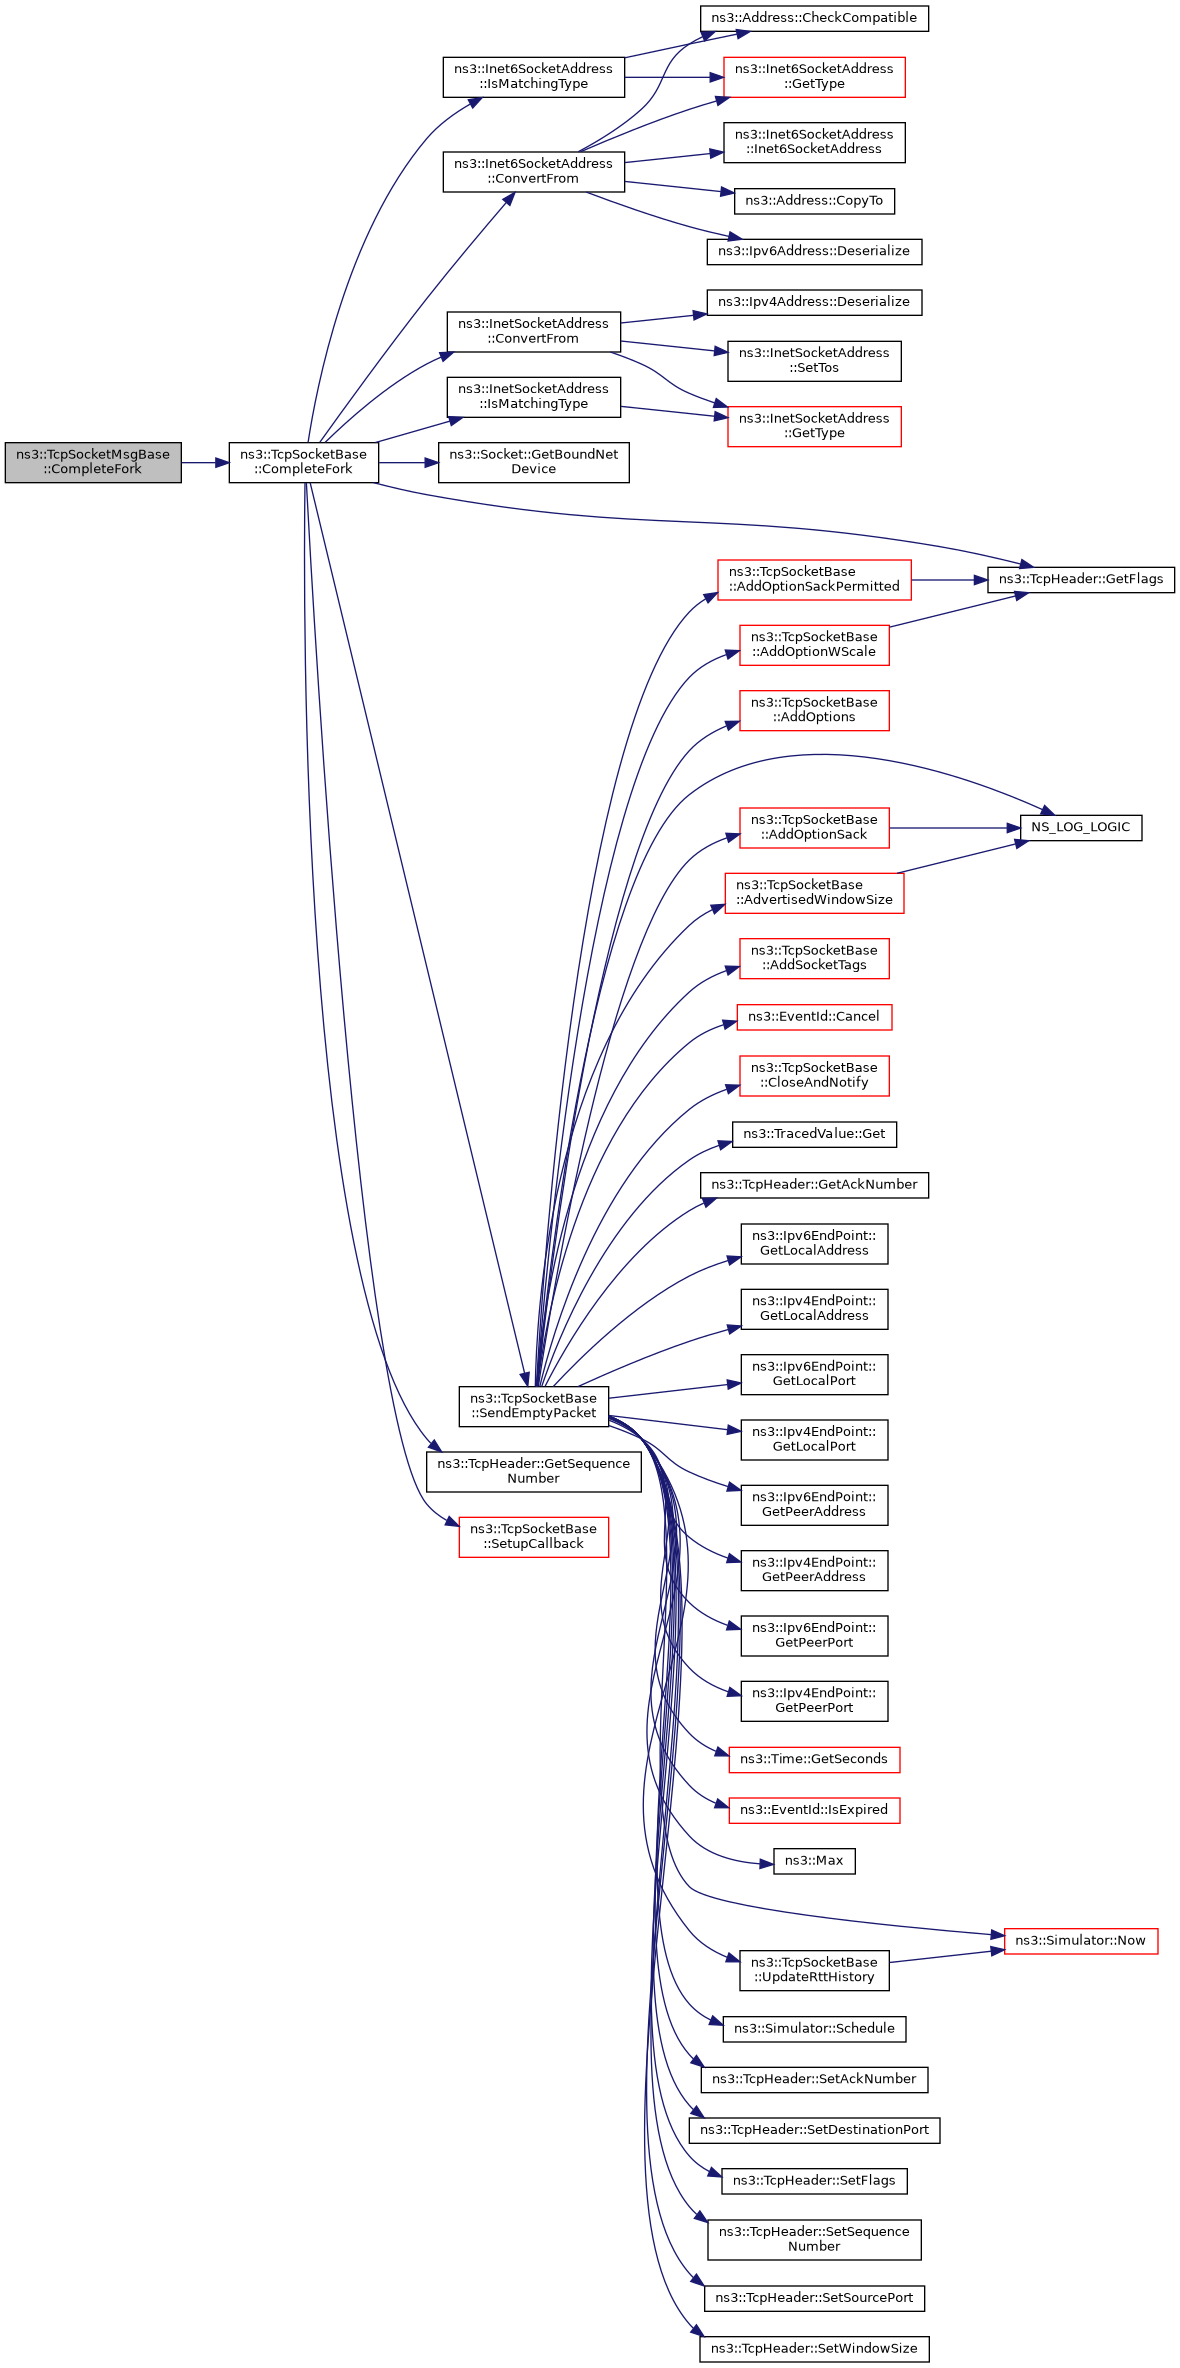 ns3::TcpSocketMsgBase
::CompleteFork
ns3::TcpSocketBase
::CompleteFork
ns3::Inet6SocketAddress
::IsMatchingType
ns3::Inet6SocketAddress
::ConvertFrom
ns3::InetSocketAddress
::ConvertFrom
ns3::InetSocketAddress
::IsMatchingType
ns3::Socket::GetBoundNet
Device
ns3::TcpSocketBase
::SendEmptyPacket
ns3::TcpHeader::GetSequence
Number
ns3::TcpSocketBase
::SetupCallback
ns3::Address::CheckCompatible
ns3::Inet6SocketAddress
::GetType
ns3::Inet6SocketAddress
::Inet6SocketAddress
ns3::Address::CopyTo
ns3::Ipv6Address::Deserialize
ns3::Ipv4Address::Deserialize
ns3::InetSocketAddress
::SetTos
ns3::InetSocketAddress
::GetType
ns3::TcpSocketBase
::AddOptionSackPermitted
ns3::TcpSocketBase
::AddOptionWScale
ns3::TcpSocketBase
::AddOptions
ns3::TcpSocketBase
::AddOptionSack
ns3::TcpSocketBase
::AdvertisedWindowSize
ns3::TcpSocketBase
::AddSocketTags
ns3::EventId::Cancel
ns3::TcpSocketBase
::CloseAndNotify
ns3::TracedValue::Get
ns3::TcpHeader::GetAckNumber
ns3::Ipv6EndPoint::
GetLocalAddress
ns3::Ipv4EndPoint::
GetLocalAddress
ns3::Ipv6EndPoint::
GetLocalPort
ns3::Ipv4EndPoint::
GetLocalPort
ns3::Ipv6EndPoint::
GetPeerAddress
ns3::Ipv4EndPoint::
GetPeerAddress
ns3::Ipv6EndPoint::
GetPeerPort
ns3::Ipv4EndPoint::
GetPeerPort
ns3::Time::GetSeconds
ns3::EventId::IsExpired
ns3::Max
ns3::TcpSocketBase
::UpdateRttHistory
ns3::Simulator::Schedule
ns3::TcpHeader::SetAckNumber
ns3::TcpHeader::SetDestinationPort
ns3::TcpHeader::SetFlags
ns3::TcpHeader::SetSequence
Number
ns3::TcpHeader::SetSourcePort
ns3::TcpHeader::SetWindowSize
ns3::TcpHeader::GetFlags
NS_LOG_LOGIC
ns3::Simulator::Now